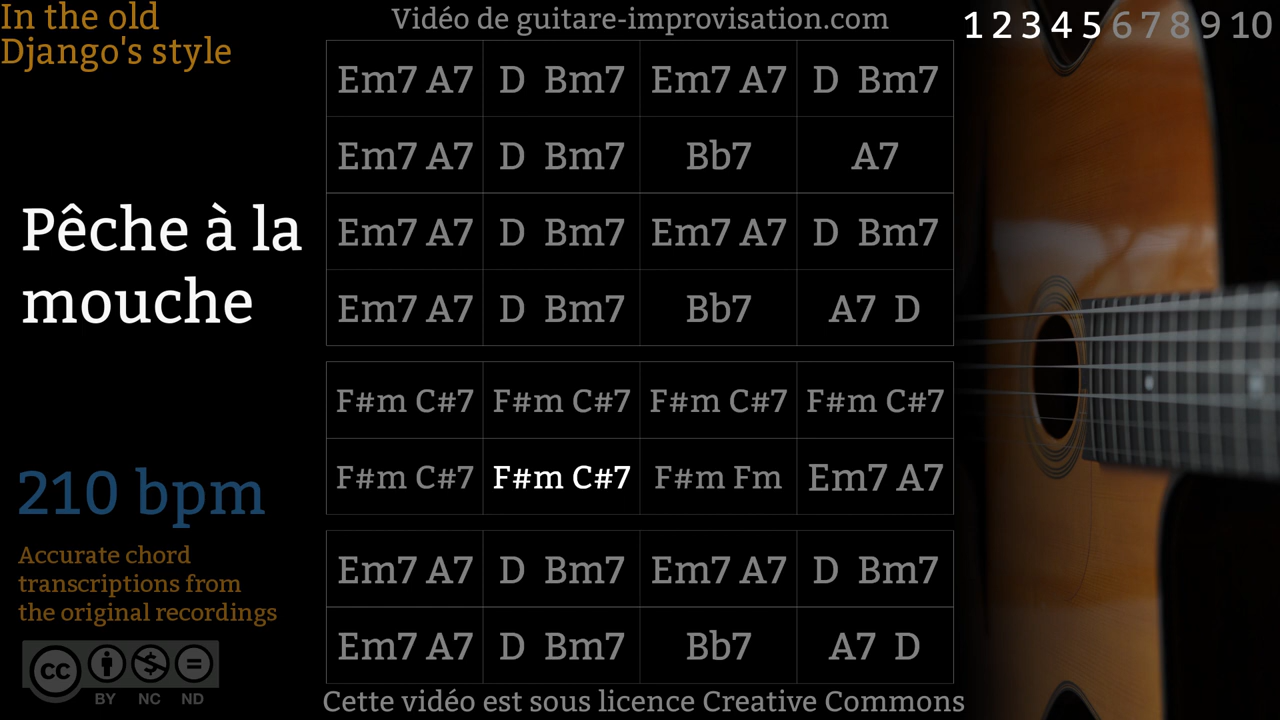 In the old
Django's style
Vidéo de guitare-improvisation.com
1 2 3 4 5 6 7 8 9 10
Em7 A7 D Bm7 Em7 A7 D Bm7
Em7 A7 D Bm7 Bb7 A7
Pêche à la
mouche
Em7 A7 D Bm7 Em7 A7 D Bm7
Em7 A7 D Bm7 Bb7 A7 D
F#m C#7 F#m C#7 F#m C#7 F#m C#7
F#m C#7 F#m C#7 F#m Fm Em7 A7
210 bpm
Accurate chord
transcriptions from
the original recordings
Em7 A7 D Bm7 Em7 A7 D Bm7
Em7 A7 D Bm7 Bb7 A7 D
cc
BY NC ND
Cette vidéo est sous licence Creative Commons